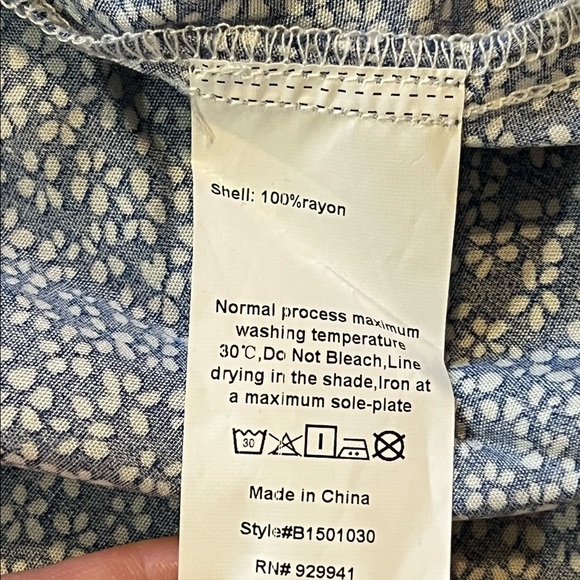 Shell: 100%rayon
Normal process maximum
washing temperature
30℃,Do Not Bleach,Line
drying in the shade,Iron at
a maximum sole-plate
30
Made in China
Style#B1501030
RN# 929941